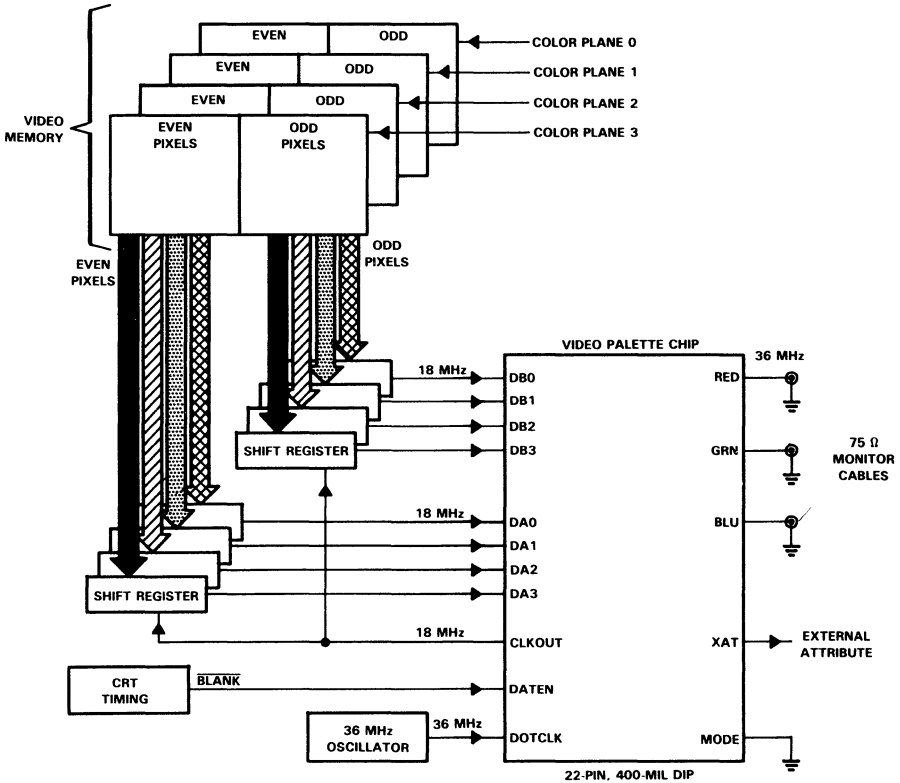 EVEN ODD COLOR PLANE 0
EVEN ODD COLOR PLANE 1
EVEN ODD COLOR PLANE 2
VIDEO
MEMORY
EVEN
PIXELS
ODD
PIXELS
COLOR PLANE 3
EVEN
PIXELS
ODD
PIXELS
VIDEO PALETTE CHIP
36 MHz
18 MHz
DB0
DB1
DB2
DB3
SHIFT REGISTER
RED
GRN
BLU
75 Ω
MONITOR
CABLES
18 MHz
DA0
DA1
DA2
DA3
SHIFT REGISTER
18 MHz
CLKOUT
XAT
EXTERNAL
ATTRIBUTE
CRT
TIMING
B̅L̅A̅N̅K̅
DATEN
36 MHz
OSCILLATOR
36 MHz
DOTCLK
MODE
22-PIN, 400-MIL DIP